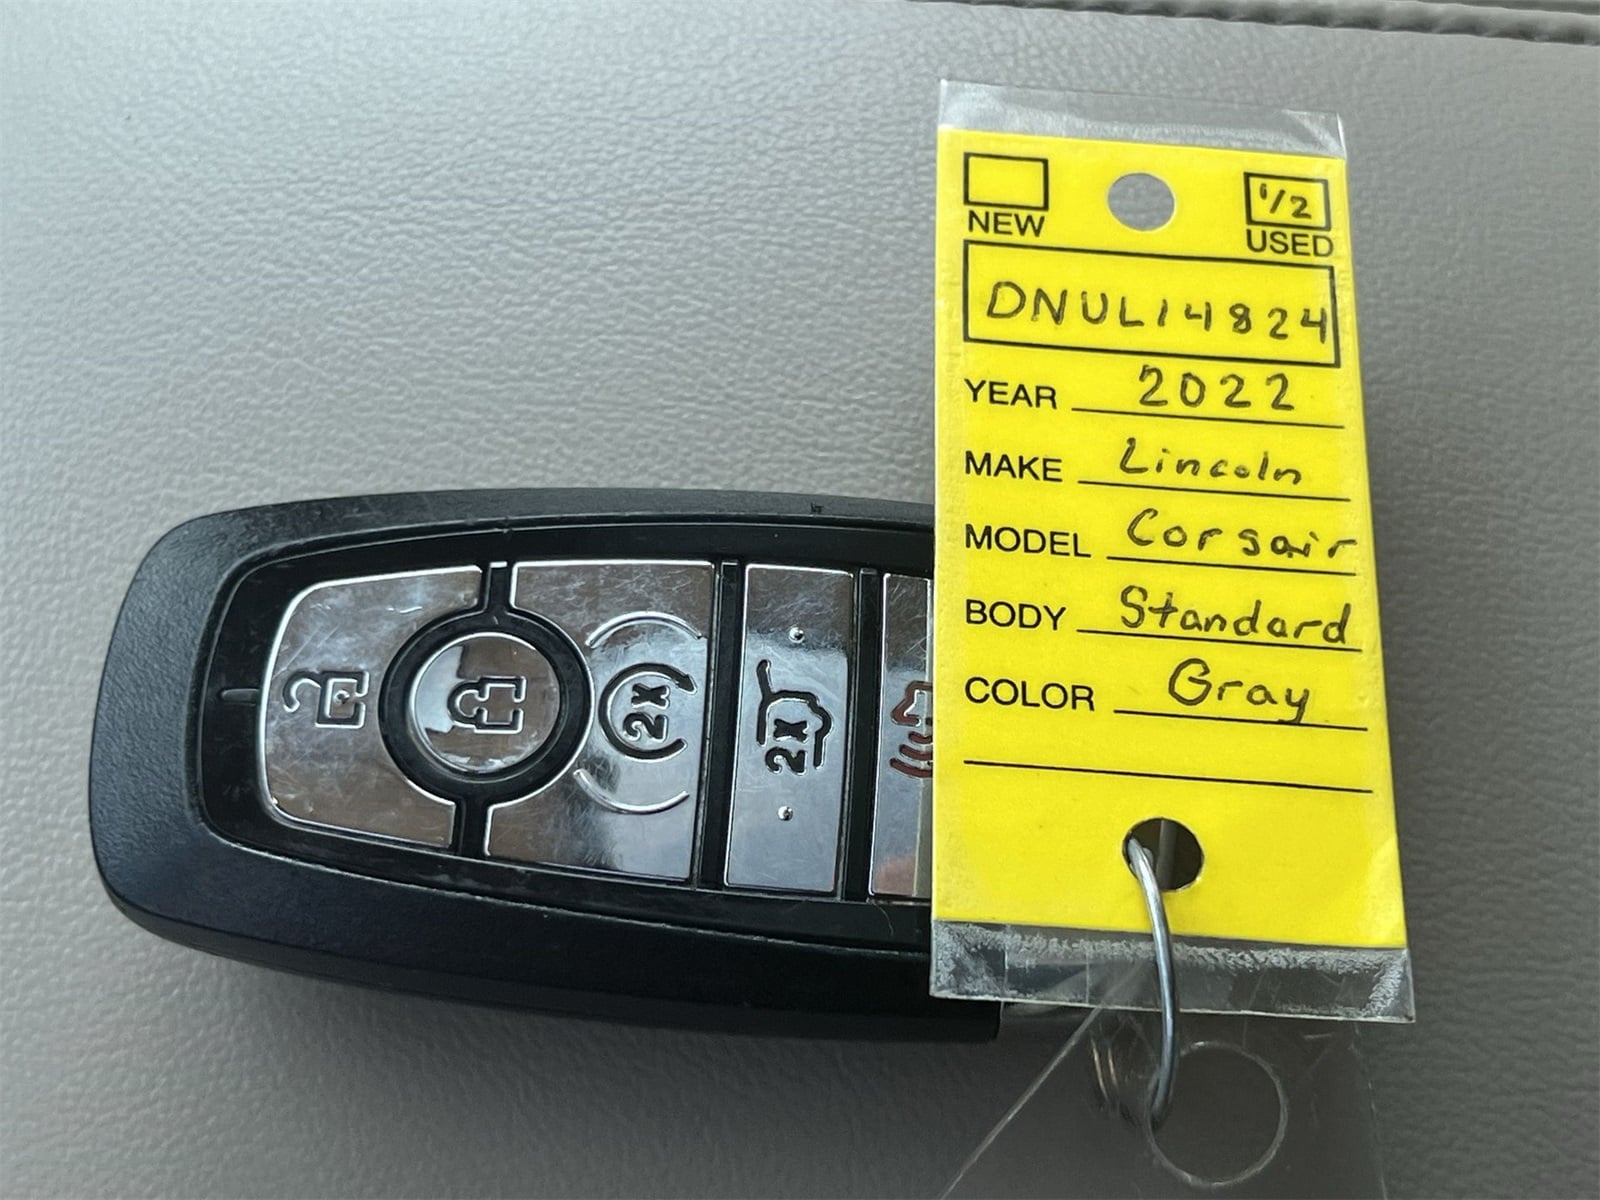 1/2
NEW USED
DNUL14824
YEAR 2022
MAKE Lincoln
MODEL Corsair
BODY Standard
COLOR Gray
2x
2x